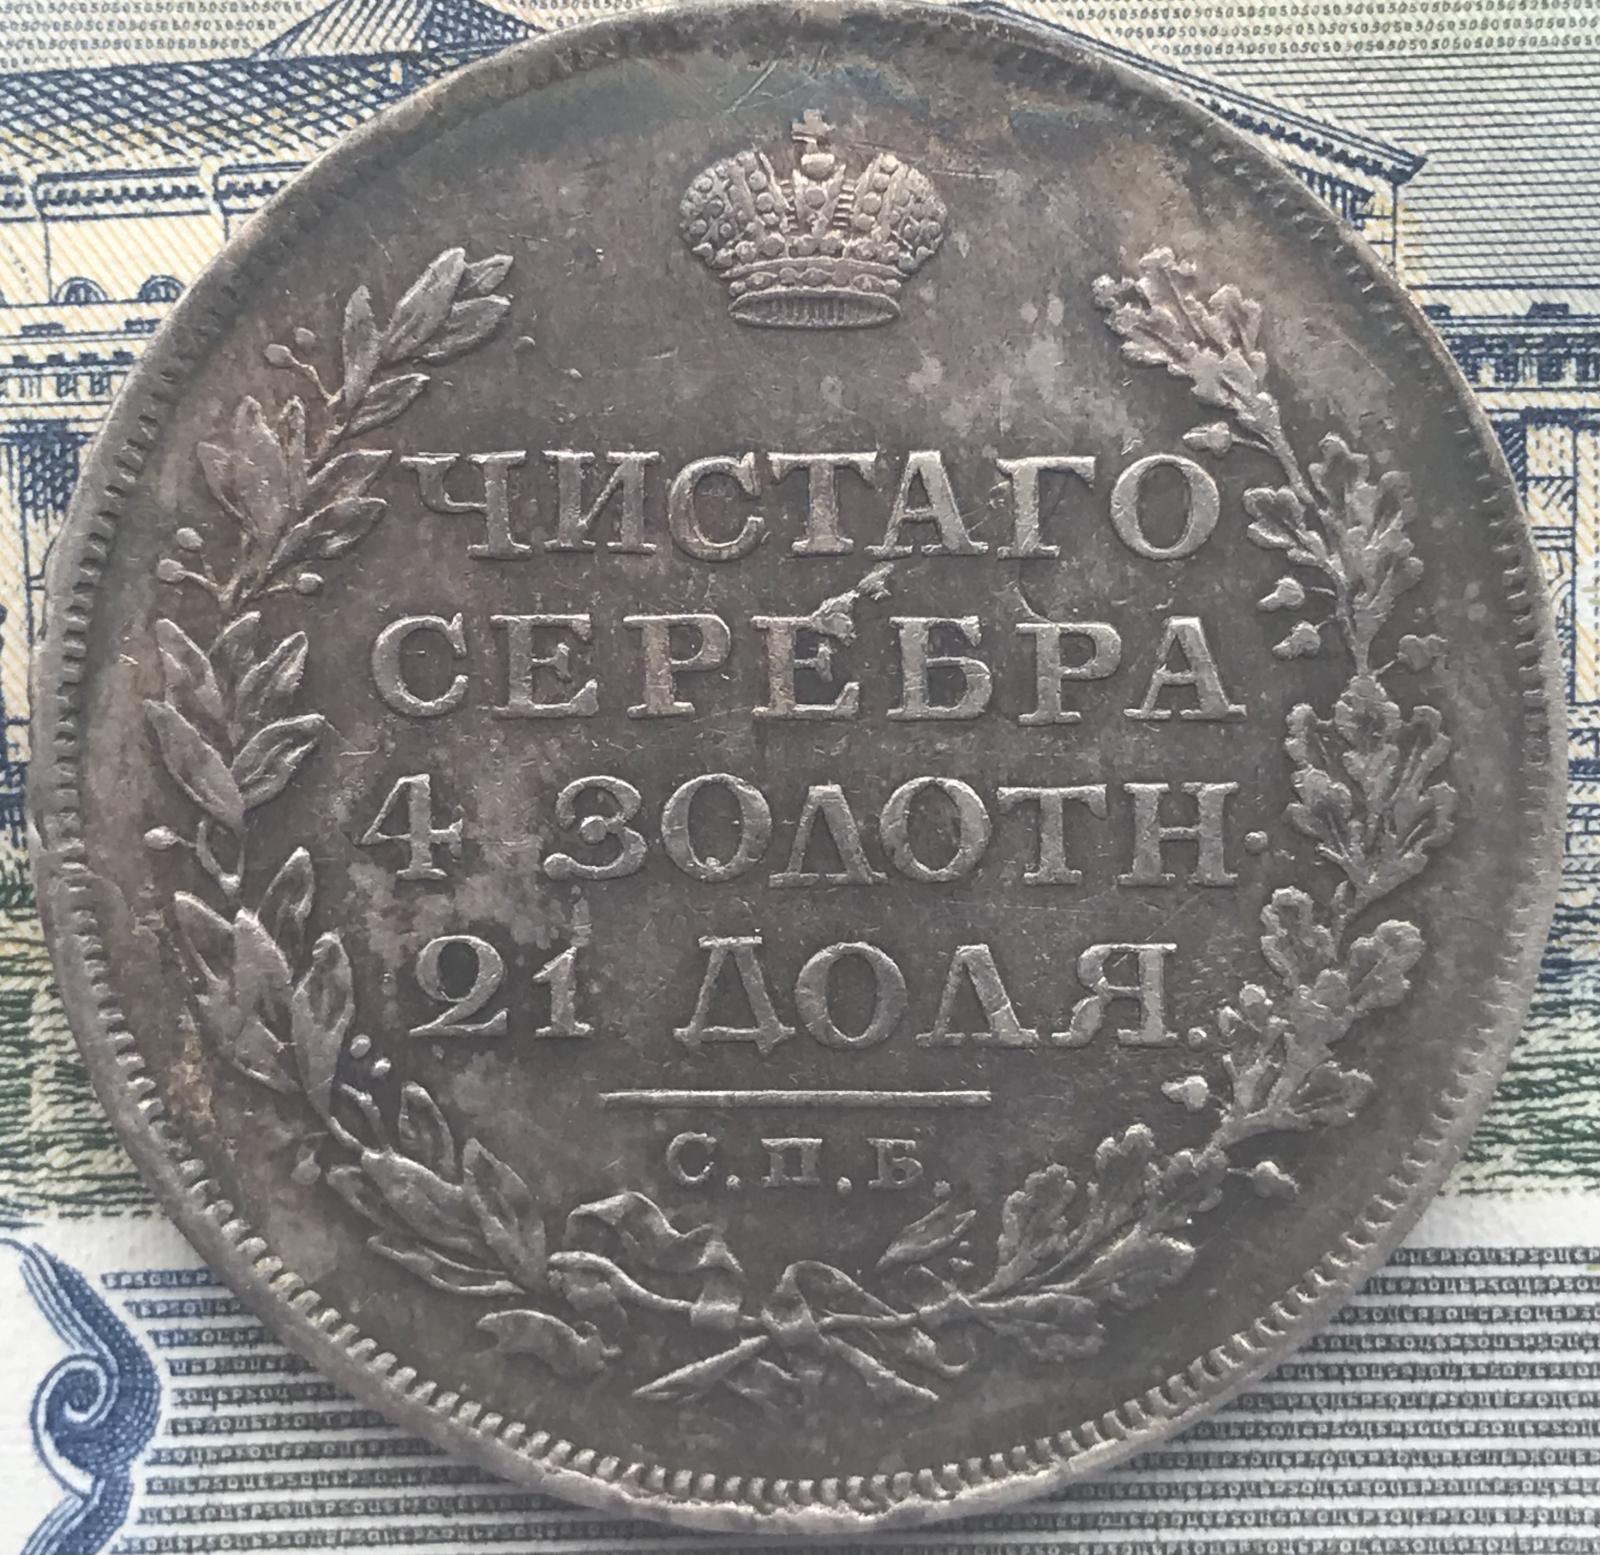 ЧИСТАГО
СЕРЕБРА
4 ЗОЛОТН.
21 ДОЛЯ.
С.П.Б.